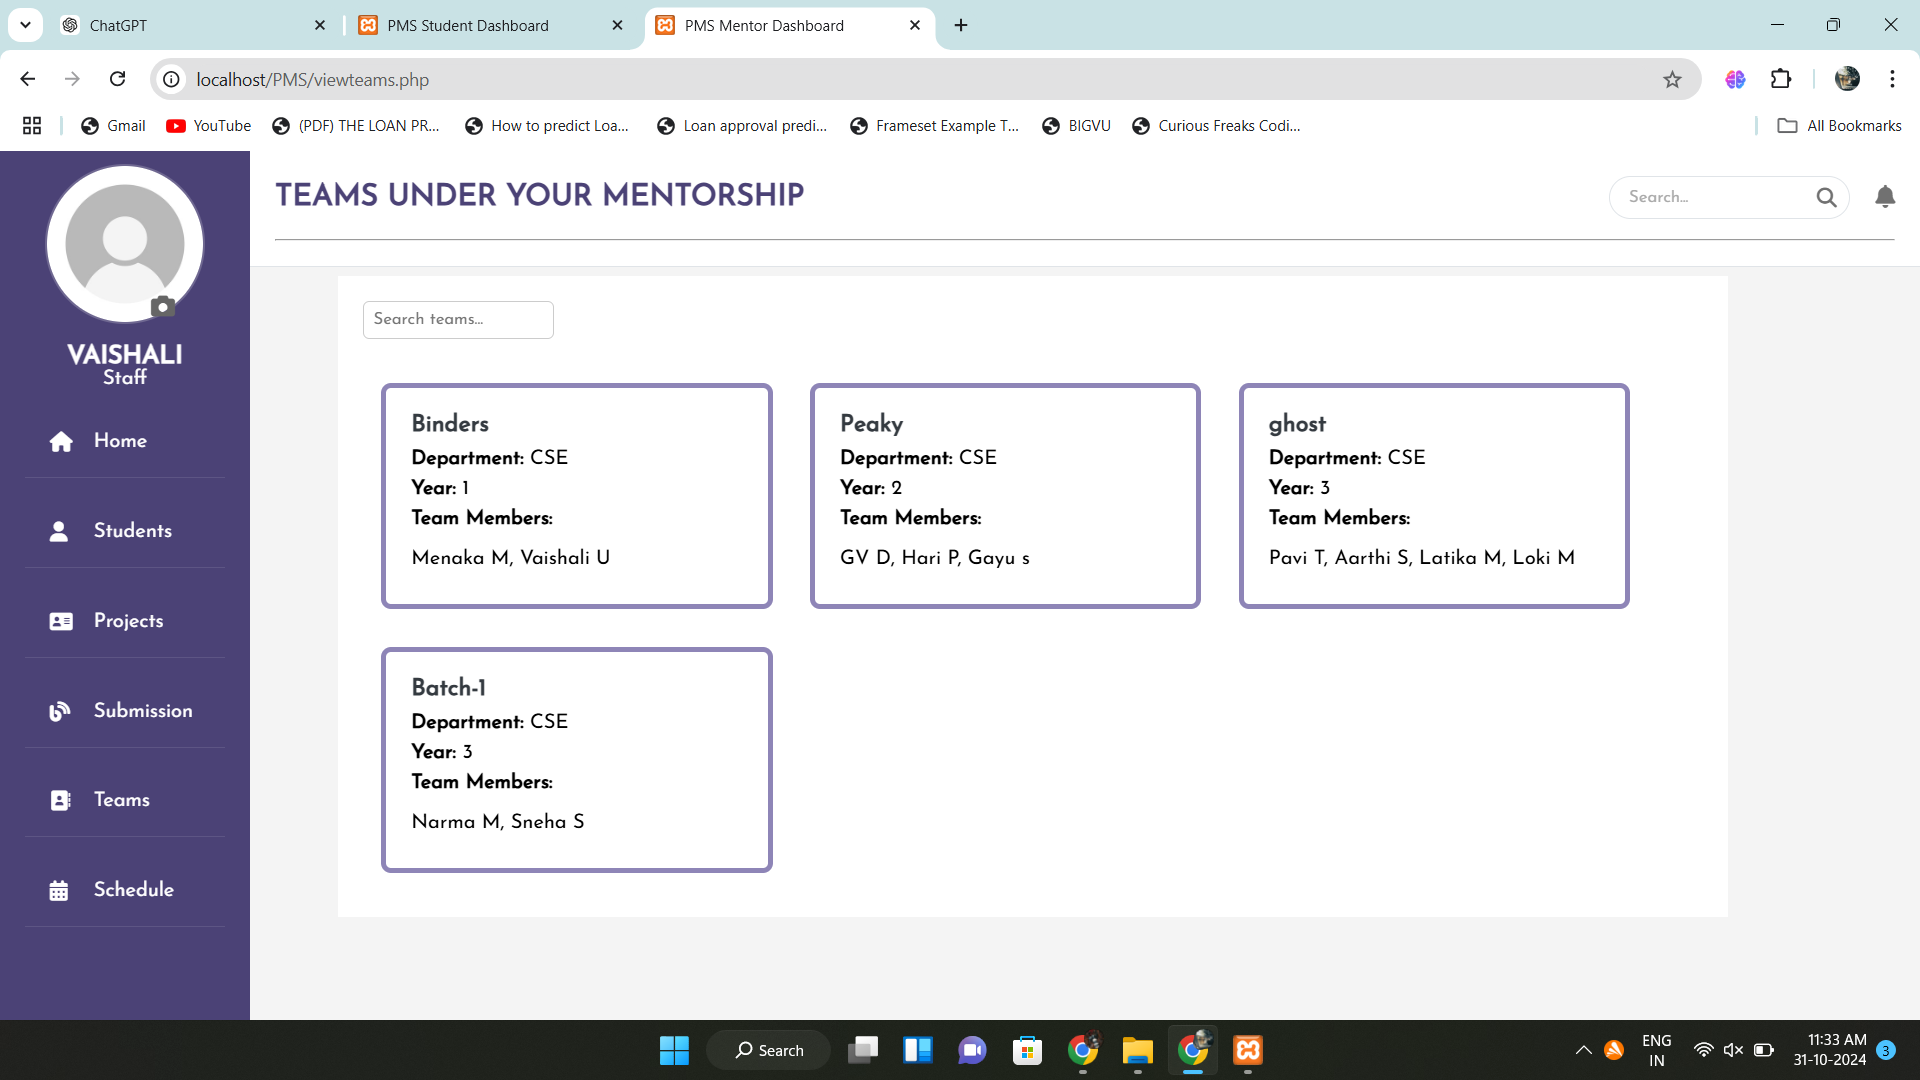 ChatGPT
PMS Student Dashboard
PMS Mentor Dashboard
localhost/PMS/viewteams.php
Gmail
YouTube
(PDF) THE LOAN PR...
How to predict Loa...
Loan approval predi...
Frameset Example T...
BIGVU
Curious Freaks Codi...
All Bookmarks
TEAMS UNDER YOUR MENTORSHIP
Search...
VAISHALI
Staff
Home
Students
Projects
Submission
Teams
Schedule
Search teams...
Binders
Department: CSE
Year: 1
Team Members:
Menaka M, Vaishali U
Peaky
Department: CSE
Year: 2
Team Members:
GV D, Hari P, Gayu s
ghost
Department: CSE
Year: 3
Team Members:
Pavi T, Aarthi S, Latika M, Loki M
Batch-1
Department: CSE
Year: 3
Team Members:
Narma M, Sneha S
Search
ENG
IN
11:33 AM
31-10-2024
3